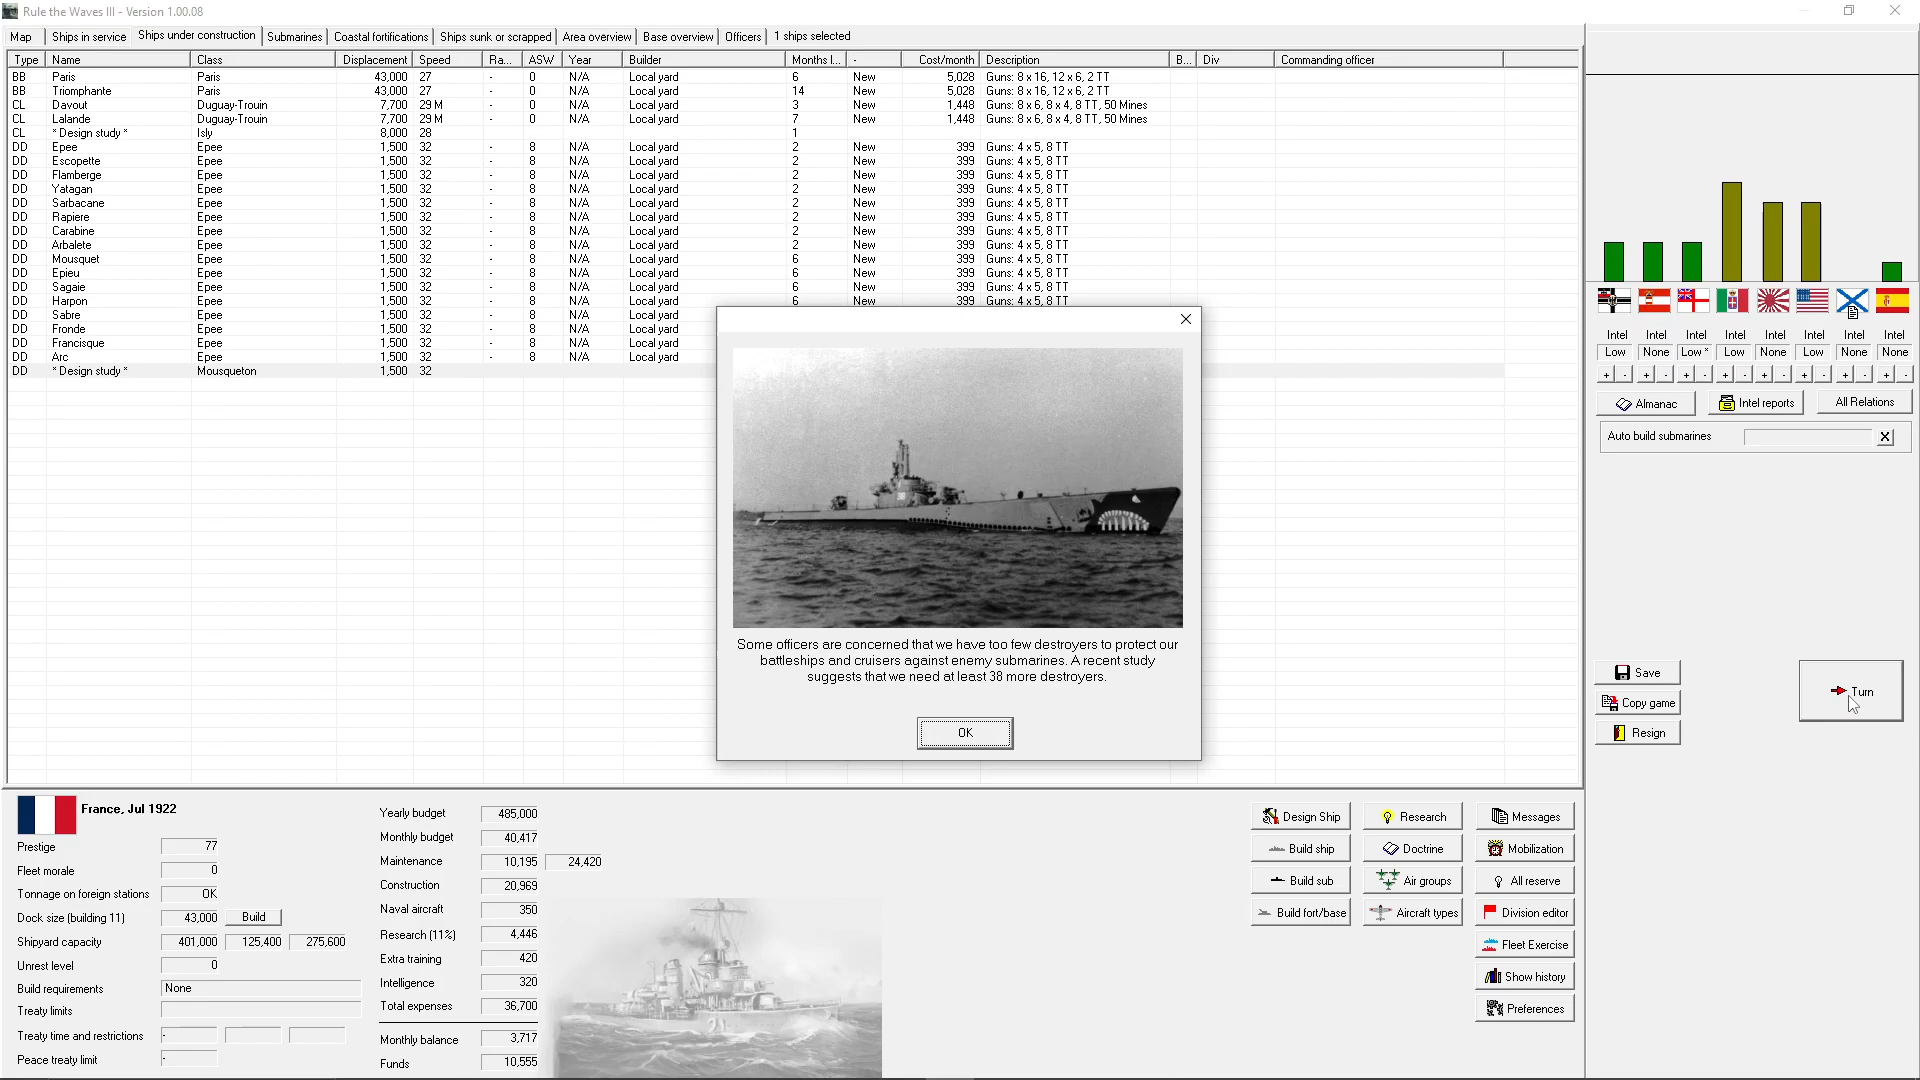 Rule the Waves III - Version 1.00.08
Map Ships in service Ships under construction Submarines Coastal fortifications Ships sunk or scrapped Area overview Base overview Officers 1 ships selected
Type Name Class Displacement Speed Ra... ASW Year Builder Months l... - Cost/month Description B... Div Commanding officer
BB Paris Paris 43,000 27 - 0 N/A Local yard 6 New 5,028 Guns: 8 x 16, 12 x 6, 2 TT
BB Triomphante Paris 43,000 27 - 0 N/A Local yard 14 New 5,028 Guns: 8 x 16, 12 x 6, 2 TT
CL Davout Duguay-Trouin 7,700 29 M - 0 N/A Local yard 3 New 1,448 Guns: 8 x 6, 8 x 4, 8 TT, 50 Mines
CL Lalande Duguay-Trouin 7,700 29 M - 0 N/A Local yard 7 New 1,448 Guns: 8 x 6, 8 x 4, 8 TT, 50 Mines
CL * Design study * Isly 8,000 28 1
DD Epee Epee 1,500 32 - 8 N/A Local yard 2 New 399 Guns: 4 x 5, 8 TT
DD Escopette Epee 1,500 32 - 8 N/A Local yard 2 New 399 Guns: 4 x 5, 8 TT
DD Flamberge Epee 1,500 32 - 8 N/A Local yard 2 New 399 Guns: 4 x 5, 8 TT
DD Yatagan Epee 1,500 32 - 8 N/A Local yard 2 New 399 Guns: 4 x 5, 8 TT
DD Sarbacane Epee 1,500 32 - 8 N/A Local yard 2 New 399 Guns: 4 x 5, 8 TT
DD Rapiere Epee 1,500 32 - 8 N/A Local yard 2 New 399 Guns: 4 x 5, 8 TT
DD Carabine Epee 1,500 32 - 8 N/A Local yard 2 New 399 Guns: 4 x 5, 8 TT
DD Arbalete Epee 1,500 32 - 8 N/A Local yard 2 New 399 Guns: 4 x 5, 8 TT
DD Mousquet Epee 1,500 32 - 8 N/A Local yard 6 New 399 Guns: 4 x 5, 8 TT
DD Epieu Epee 1,500 32 - 8 N/A Local yard 6 New 399 Guns: 4 x 5, 8 TT
DD Sagaie Epee 1,500 32 - 8 N/A Local yard 6 New 399 Guns: 4 x 5, 8 TT
DD Harpon Epee 1,500 32 - 8 N/A Local yard 6 New 399 Guns: 4 x 5, 8 TT
DD Sabre Epee 1,500 32 - 8 N/A Local yard
DD Fronde Epee 1,500 32 - 8 N/A Local yard
DD Francisque Epee 1,500 32 - 8 N/A Local yard
DD Arc Epee 1,500 32 - 8 N/A Local yard
DD * Design study * Mousqueton 1,500 32
Some officers are concerned that we have too few destroyers to protect our
battleships and cruisers against enemy submarines. A recent study
suggests that we need at least 38 more destroyers.
OK
Intel Intel Intel Intel Intel Intel Intel Intel
Low None Low * Low None Low None None
+ - + - + - + - + - + - + - + -
Almanac Intel reports All Relations
Auto build submarines X
Save
Copy game
Resign
Turn
France, Jul 1922
Prestige 77
Fleet morale 0
Tonnage on foreign stations OK
Dock size (building 11) 43,000 Build
Shipyard capacity 401,000 125,400 275,600
Unrest level 0
Build requirements None
Treaty limits
Treaty time and restrictions -
Peace treaty limit -
Yearly budget 485,000
Monthly budget 40,417
Maintenance 10,195 24,420
Construction 20,969
Naval aircraft 350
Research (11%) 4,446
Extra training 420
Intelligence 320
Total expenses 36,700
Monthly balance 3,717
Funds 10,555
Design Ship Research Messages
Build ship Doctrine Mobilization
Build sub Air groups All reserve
Build fort/base Aircraft types Division editor
Fleet Exercise
Show history
Preferences